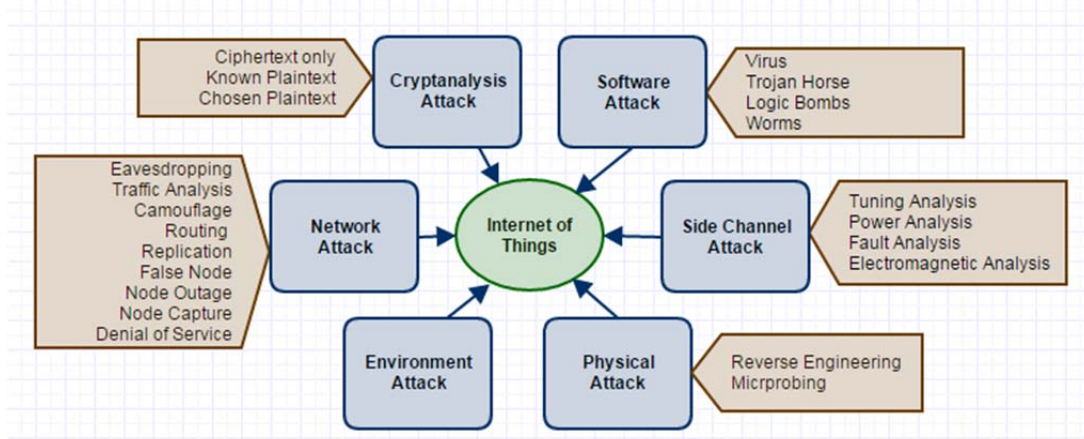 Ciphertext only
Known Plaintext
Chosen Plaintext
Cryptanalysis
Attack
Software
Attack
Virus
Trojan Horse
Logic Bombs
Worms
Eavesdropping
Traffic Analysis
Camouflage
Routing
Replication
False Node
Node Outage
Node Capture
Denial of Service
Network
Attack
Internet of
Things
Side Channel
Attack
Tuning Analysis
Power Analysis
Fault Analysis
Electromagnetic Analysis
Environment
Attack
Physical
Attack
Reverse Engineering
Micrprobing